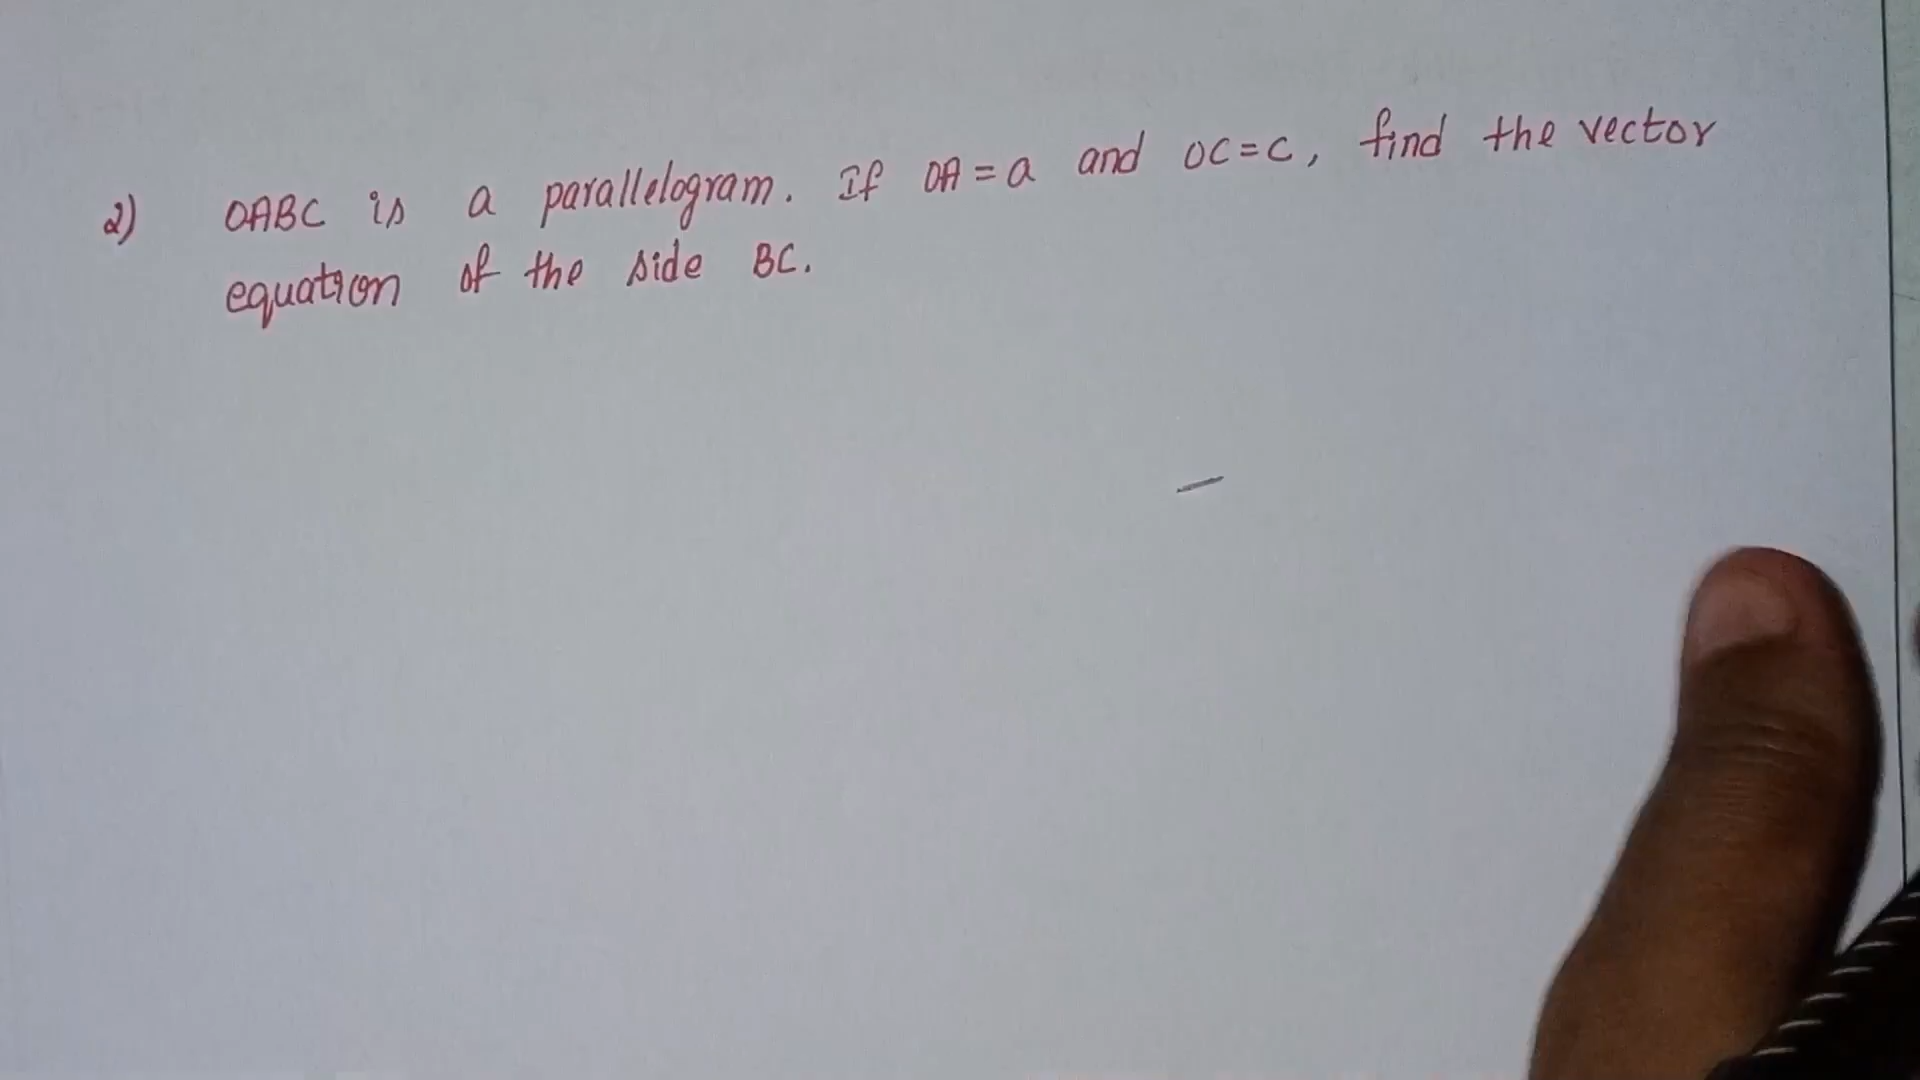 2) OABC is a parallelogram. If OA = a and OC = c, find the vector
equation of the side BC.